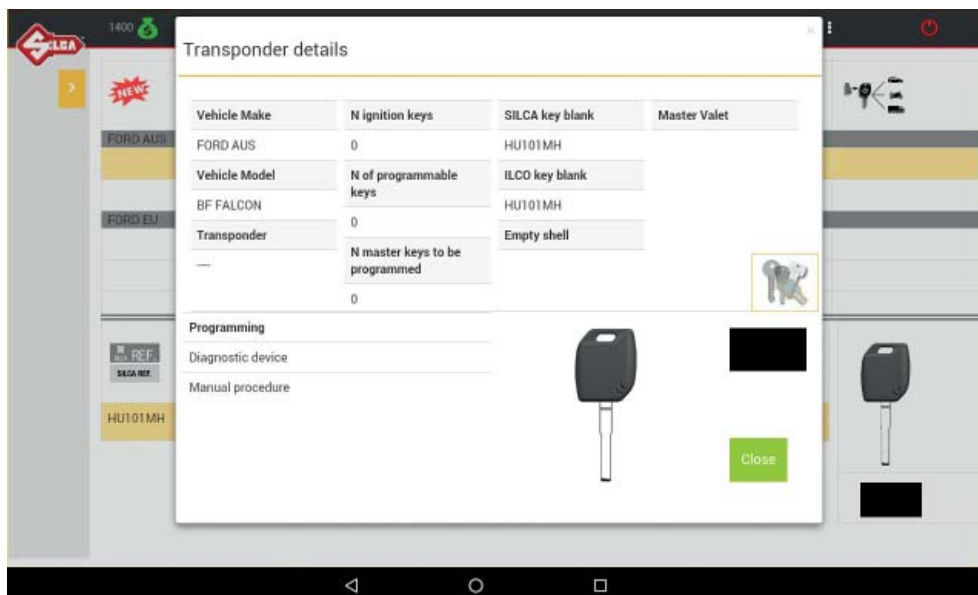 1400
SILCA
Transponder details
NEW
Vehicle Make
N ignition keys
SILCA key blank
Master Valet
FORD AUS
FORD AUS
0
HU101MH
Vehicle Model
N of programmable
keys
ILCO key blank
BF FALCON
HU101MH
FORD EU
0
Transponder
Empty shell
—
N master keys to be
programmed
0
Programming
Diagnostic device
Manual procedure
REF.
SILCA REF.
HU101MH
Close